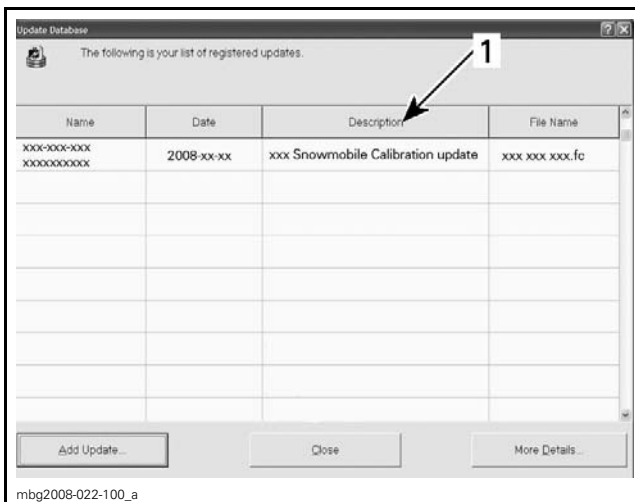 Update Database
The following is your list of registered updates.
1
Name Date Description File Name
xxx-xxx-xxx
xxxxxxxxxx
2008-xx-xx xxx Snowmobile Calibration update xxx xxx xxx.fc
Add Update... Close More Details...
mbg2008-022-100_a